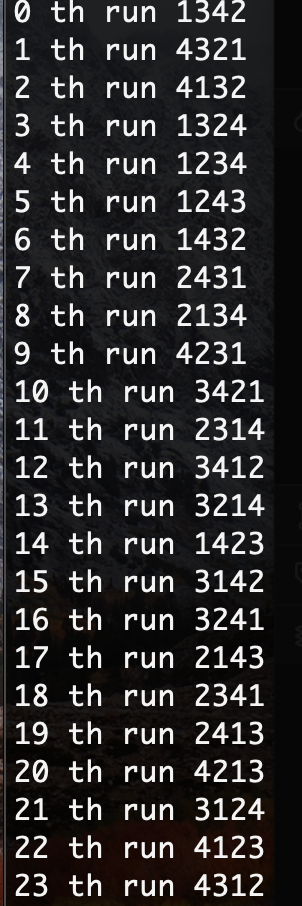 0 th run 1342
1 th run 4321
2 th run 4132
3 th run 1324
4 th run 1234
5 th run 1243
6 th run 1432
7 th run 2431
8 th run 2134
9 th run 4231
10 th run 3421
11 th run 2314
12 th run 3412
13 th run 3214
14 th run 1423
15 th run 3142
16 th run 3241
17 th run 2143
18 th run 2341
19 th run 2413
20 th run 4213
21 th run 3124
22 th run 4123
23 th run 4312